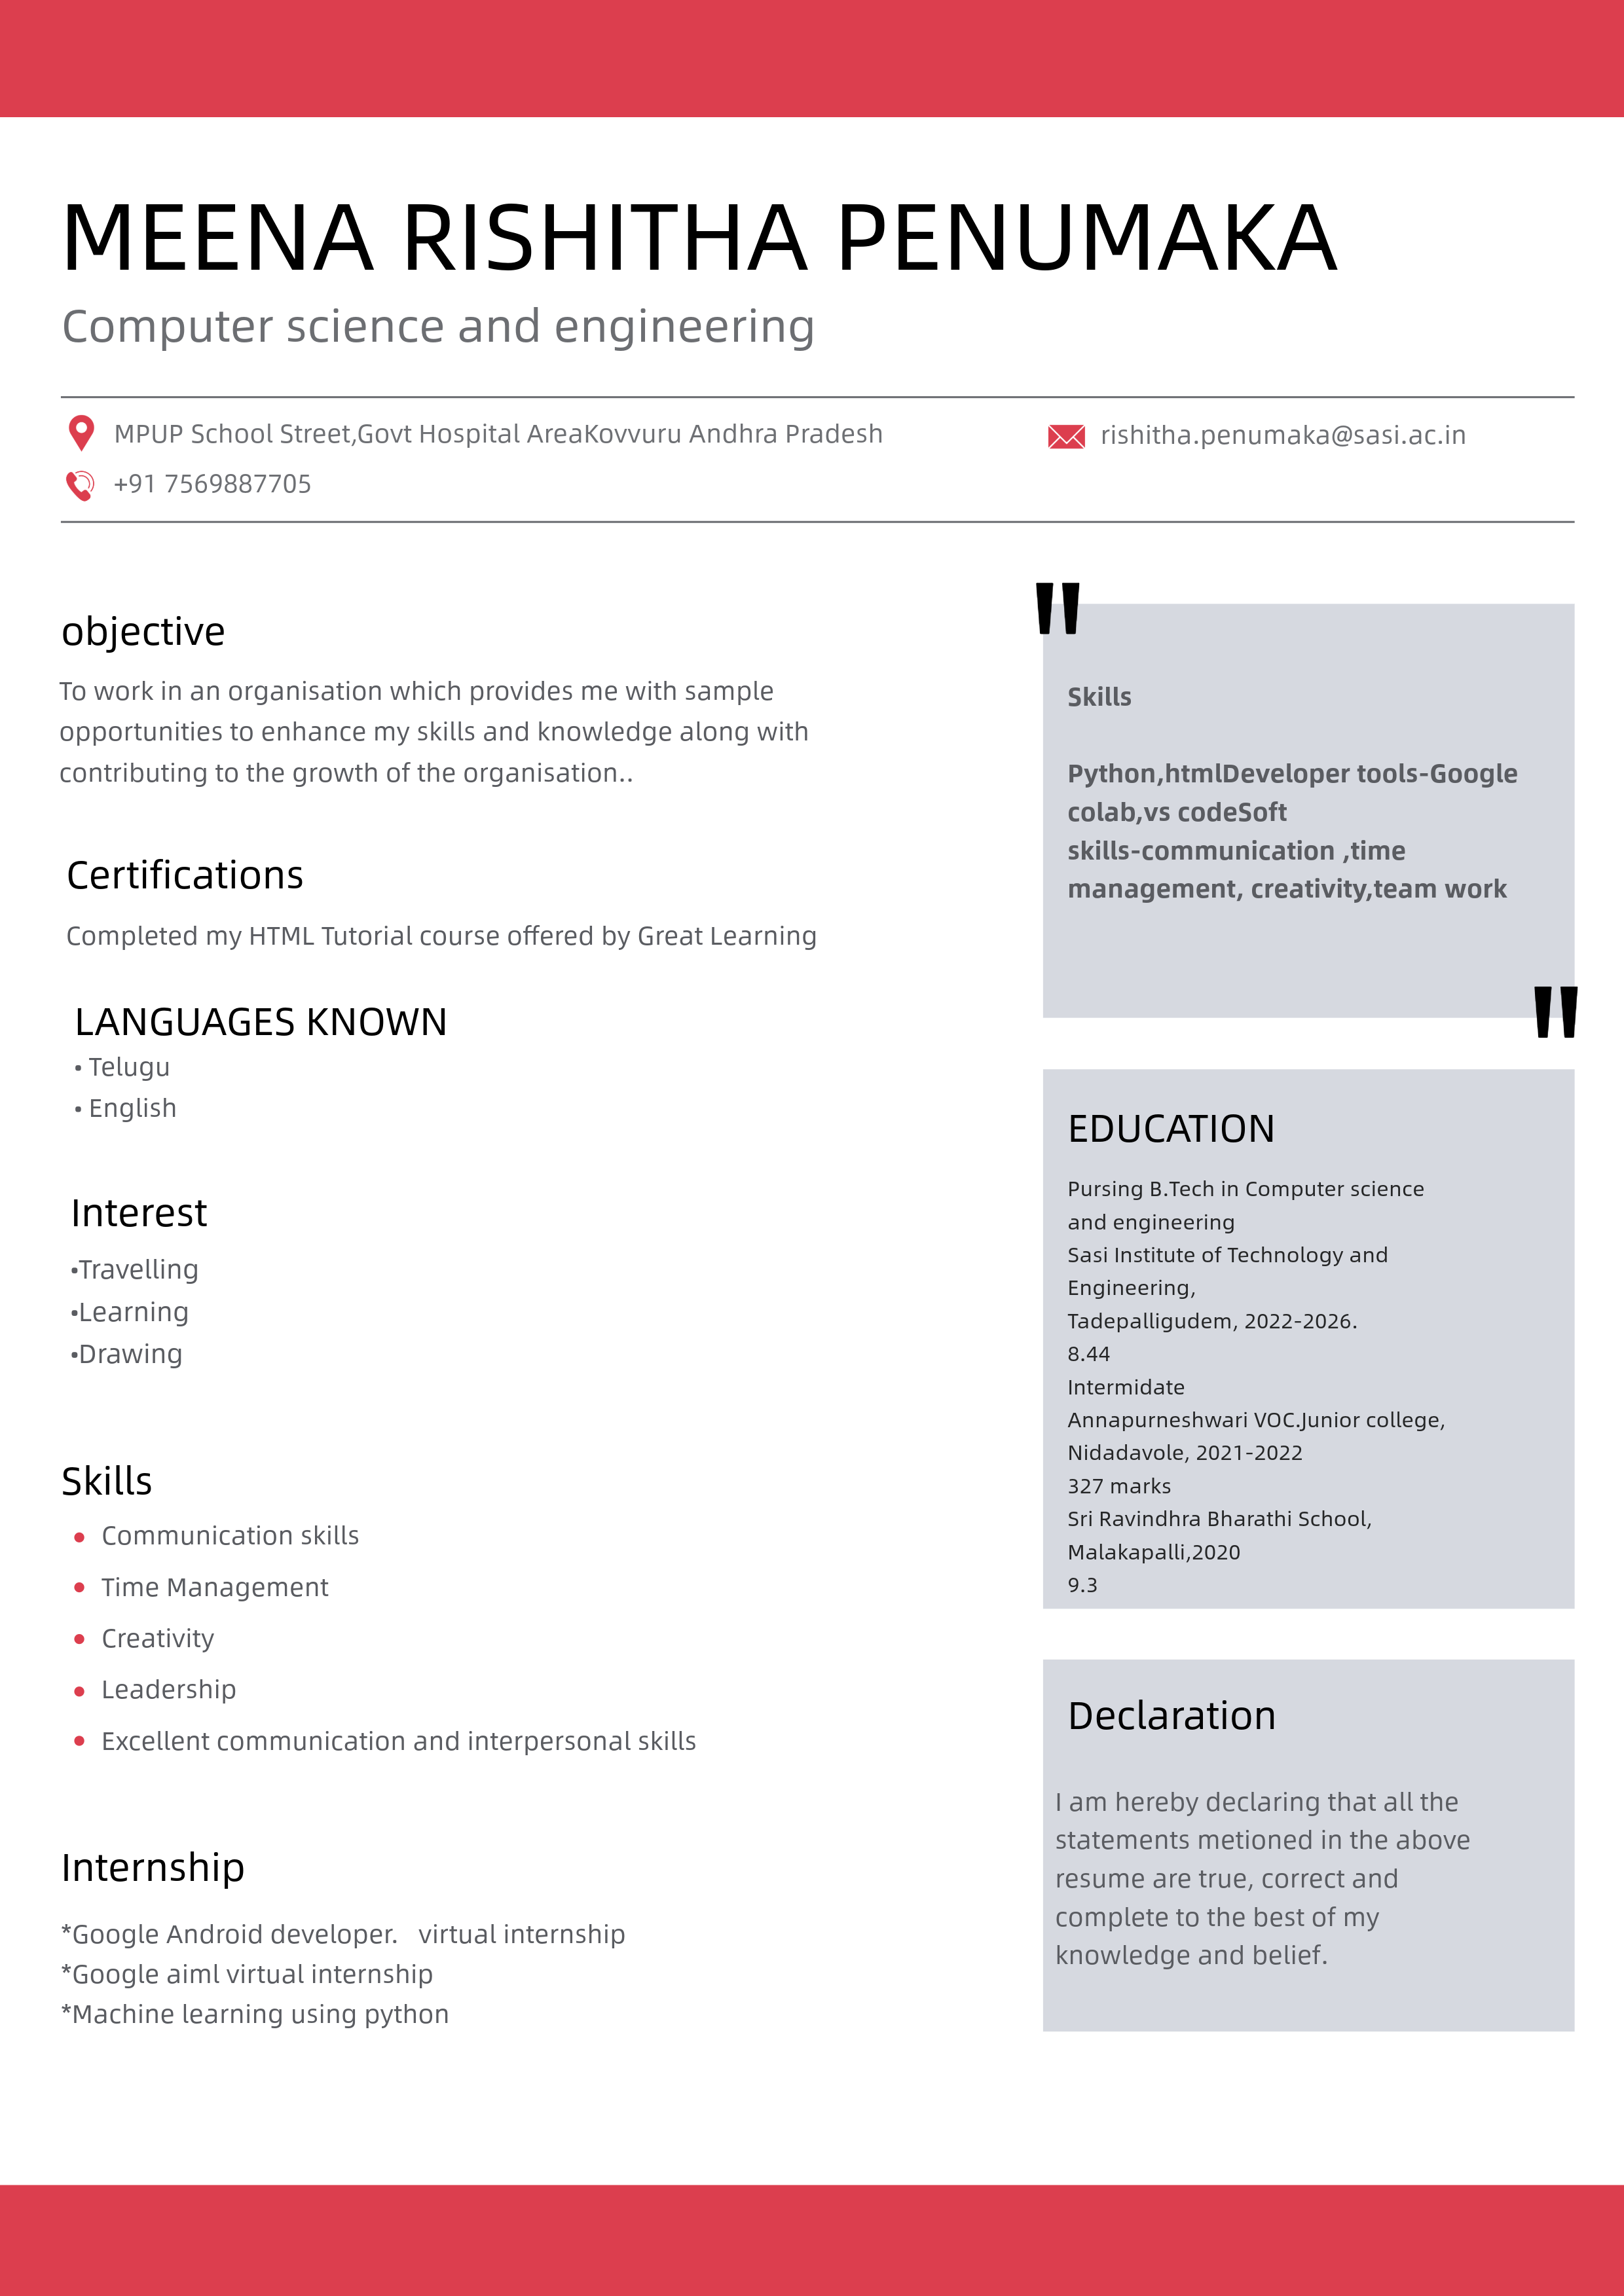 MEENA RISHITHA PENUMAKA
Computer science and engineering
MPUP School Street,Govt Hospital AreaKovvuru Andhra Pradesh
rishitha.penumaka@sasi.ac.in
+91 7569887705
objective
To work in an organisation which provides me with sample
opportunities to enhance my skills and knowledge along with
contributing to the growth of the organisation..
Certifications
Completed my HTML Tutorial course offered by Great Learning
LANGUAGES KNOWN
• Telugu
• English
Interest
•Travelling
•Learning
•Drawing
Skills
• Communication skills
• Time Management
• Creativity
• Leadership
• Excellent communication and interpersonal skills
Internship
*Google Android developer.   virtual internship
*Google aiml virtual internship
*Machine learning using python
"
Skills
Python,htmlDeveloper tools-Google
colab,vs codeSoft
skills-communication ,time
management, creativity,team work
"
EDUCATION
Pursing B.Tech in Computer science
and engineering
Sasi Institute of Technology and
Engineering,
Tadepalligudem, 2022-2026.
8.44
Intermidate
Annapurneshwari VOC.Junior college,
Nidadavole, 2021-2022
327 marks
Sri Ravindhra Bharathi School,
Malakapalli,2020
9.3
Declaration
I am hereby declaring that all the
statements metioned in the above
resume are true, correct and
complete to the best of my
knowledge and belief.